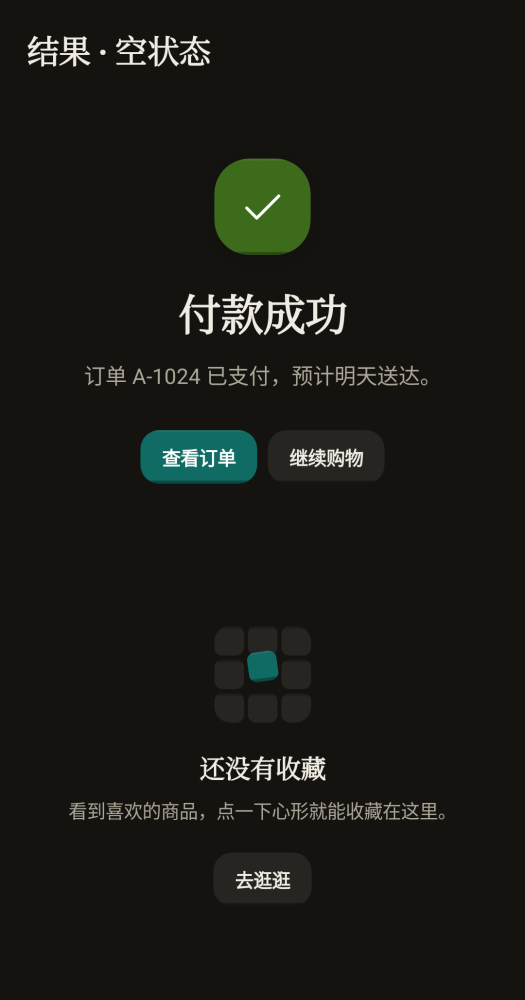 结果 · 空状态
付款成功
订单 A-1024 已支付，预计明天送达。
查看订单
继续购物
还没有收藏
看到喜欢的商品，点一下心形就能收藏在这里。
去逛逛